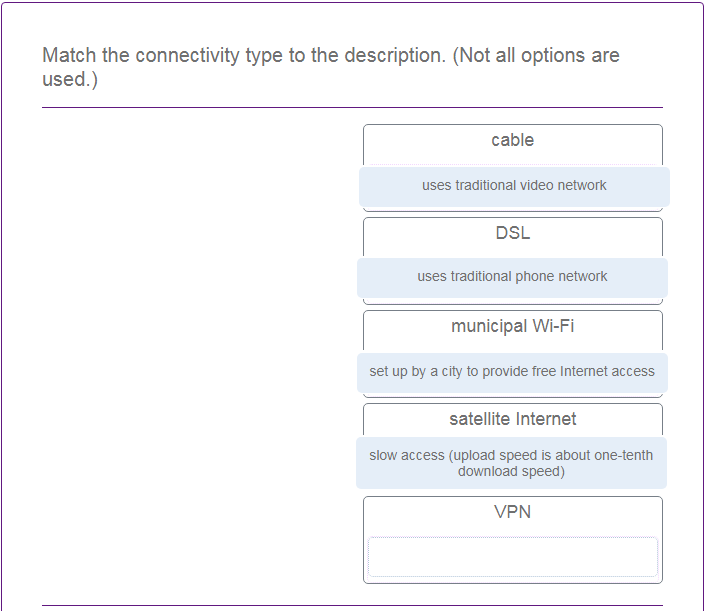 Match the connectivity type to the description. (Not all options are
used.)
cable
uses traditional video network
DSL
uses traditional phone network
municipal Wi-Fi
set up by a city to provide free Internet access
satellite Internet
slow access (upload speed is about one-tenth
download speed)
VPN